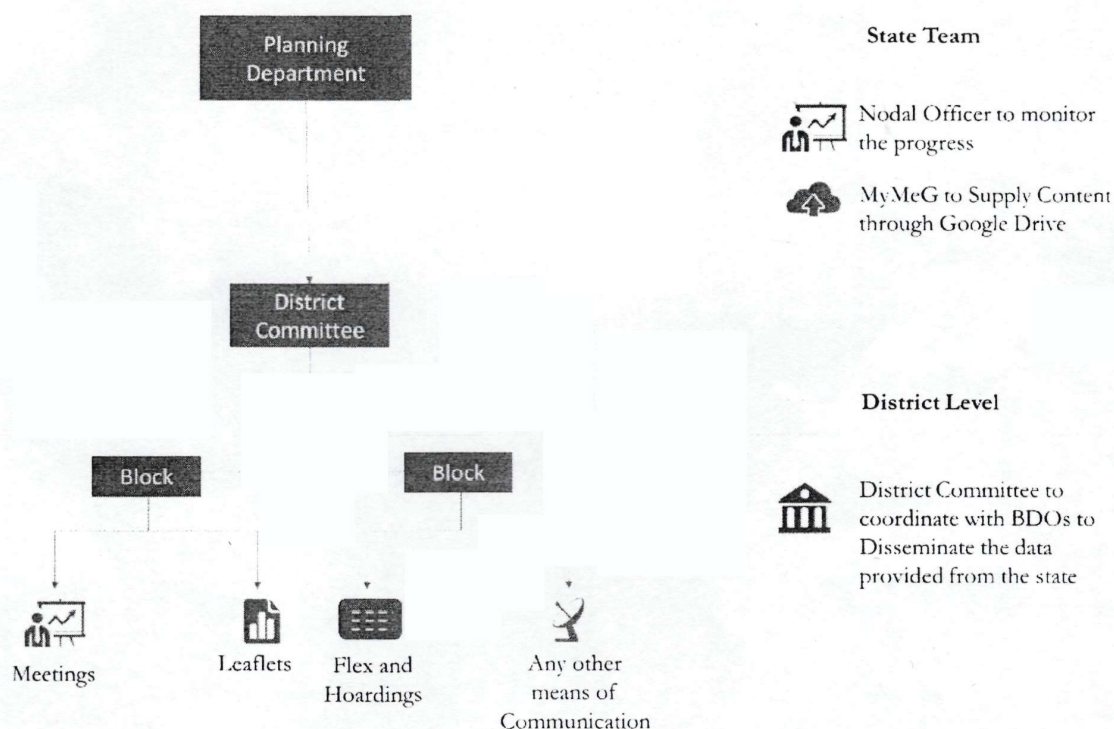 Planning
Department
State Team
Nodal Officer to monitor
the progress
MyMeG to Supply Content
through Google Drive
District
Committee
District Level
Block
Block
District Committee to
coordinate with BDOs to
Disseminate the data
provided from the state
Meetings
Leaflets
Flex and
Hoardings
Any other
means of
Communication